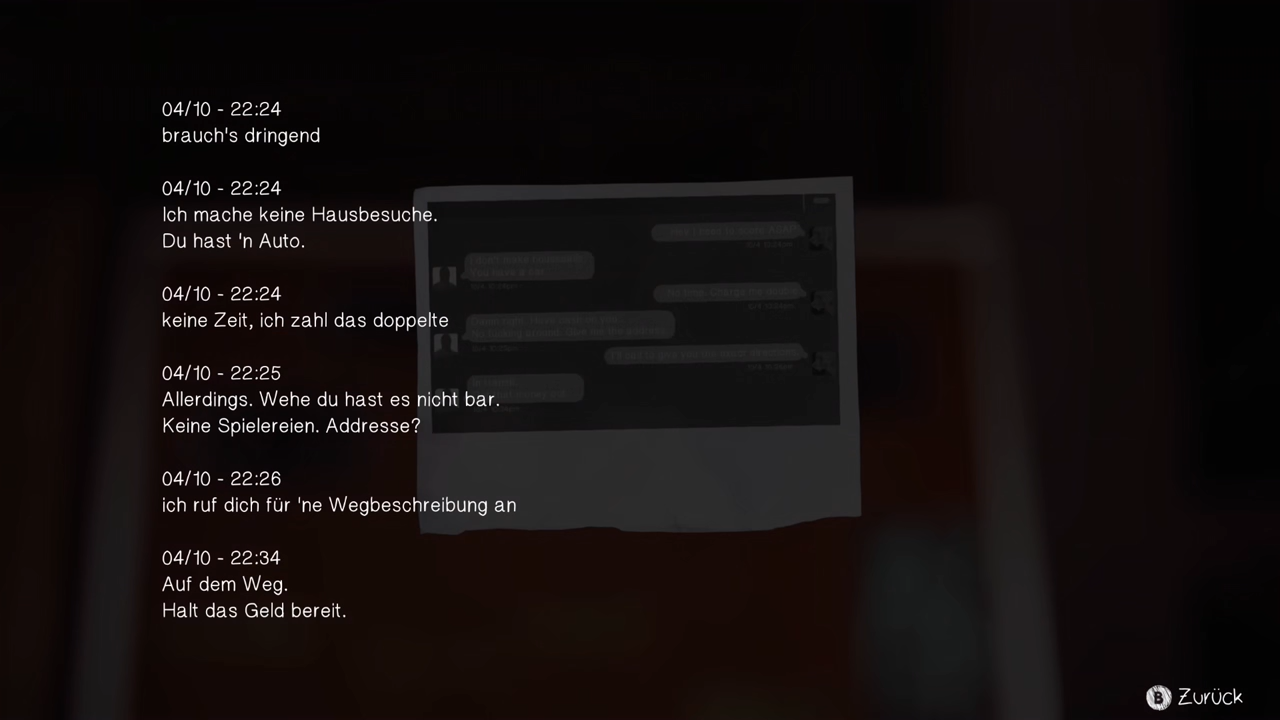 04/10 - 22:24
brauch's dringend
04/10 - 22:24
Ich mache keine Hausbesuche.
Du hast 'n Auto.
04/10 - 22:24
keine Zeit, ich zahl das doppelte
04/10 - 22:25
Allerdings. Wehe du hast es nicht bar.
Keine Spielereien. Addresse?
04/10 - 22:26
ich ruf dich für 'ne Wegbeschreibung an
04/10 - 22:34
Auf dem Weg.
Halt das Geld bereit.
B Zurück